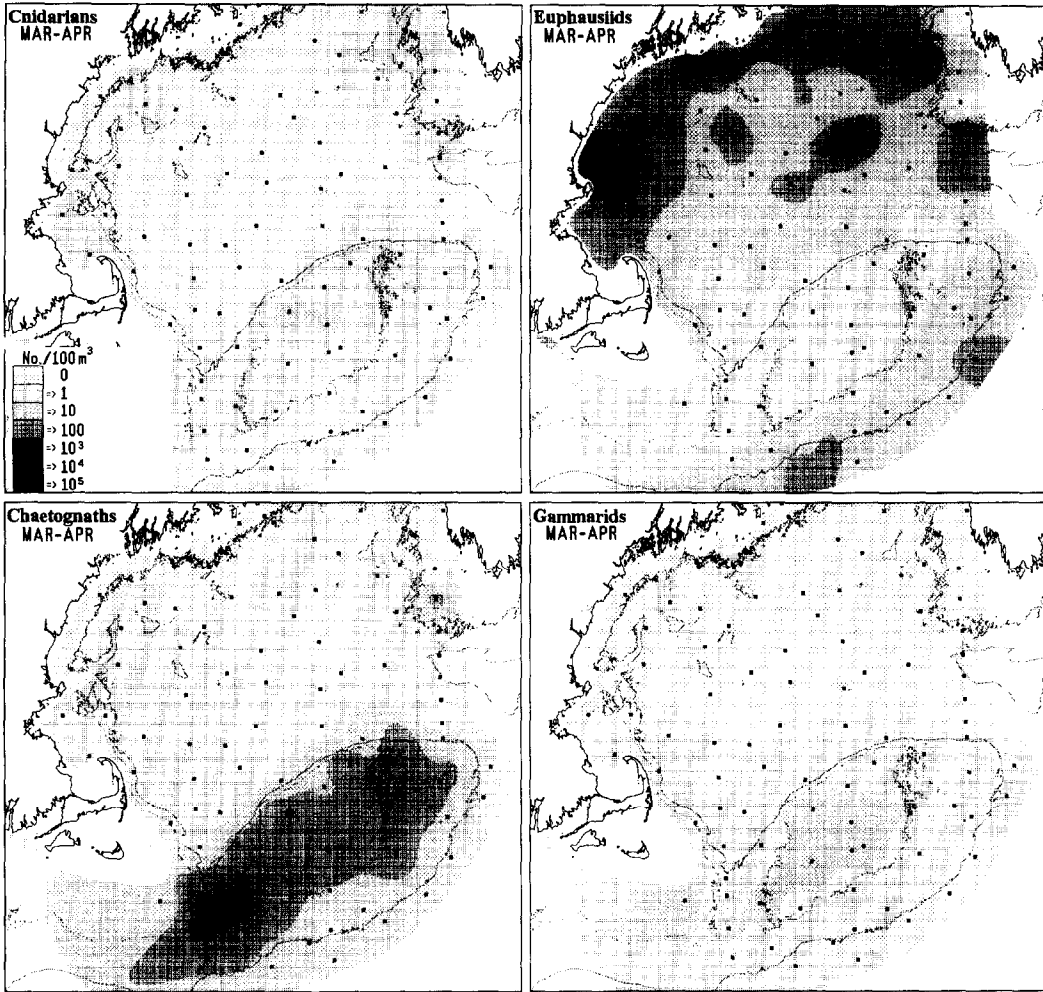 Cnidarians
MAR-APR
Euphausiids
MAR-APR
No./100 m³
0
=> 1
=> 10
=> 100
=> 10³
=> 10⁴
=> 10⁵
Chaetognaths
MAR-APR
Gammarids
MAR-APR